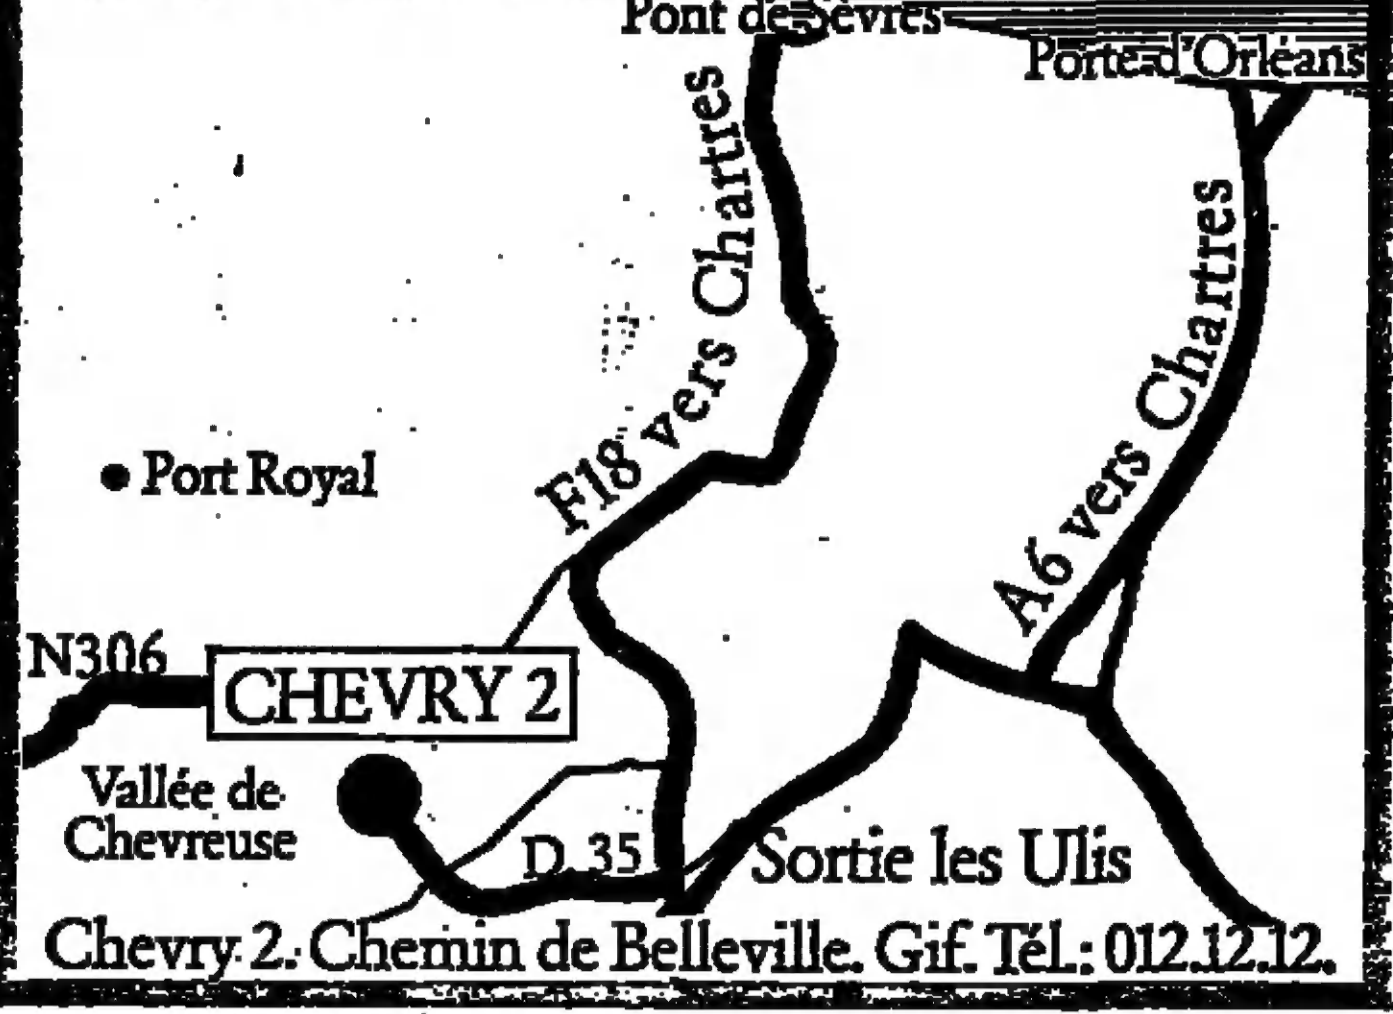 Pont de Sèvres
Porte d'Orléans
F18 vers Chartres
A6 vers Chartres
Port Royal
N306
CHEVRY 2
Vallée de
Chevreuse
D. 35
Sortie les Ulis
Chevry 2. Chemin de Belleville. Gif. Tél.: 012.12.12.